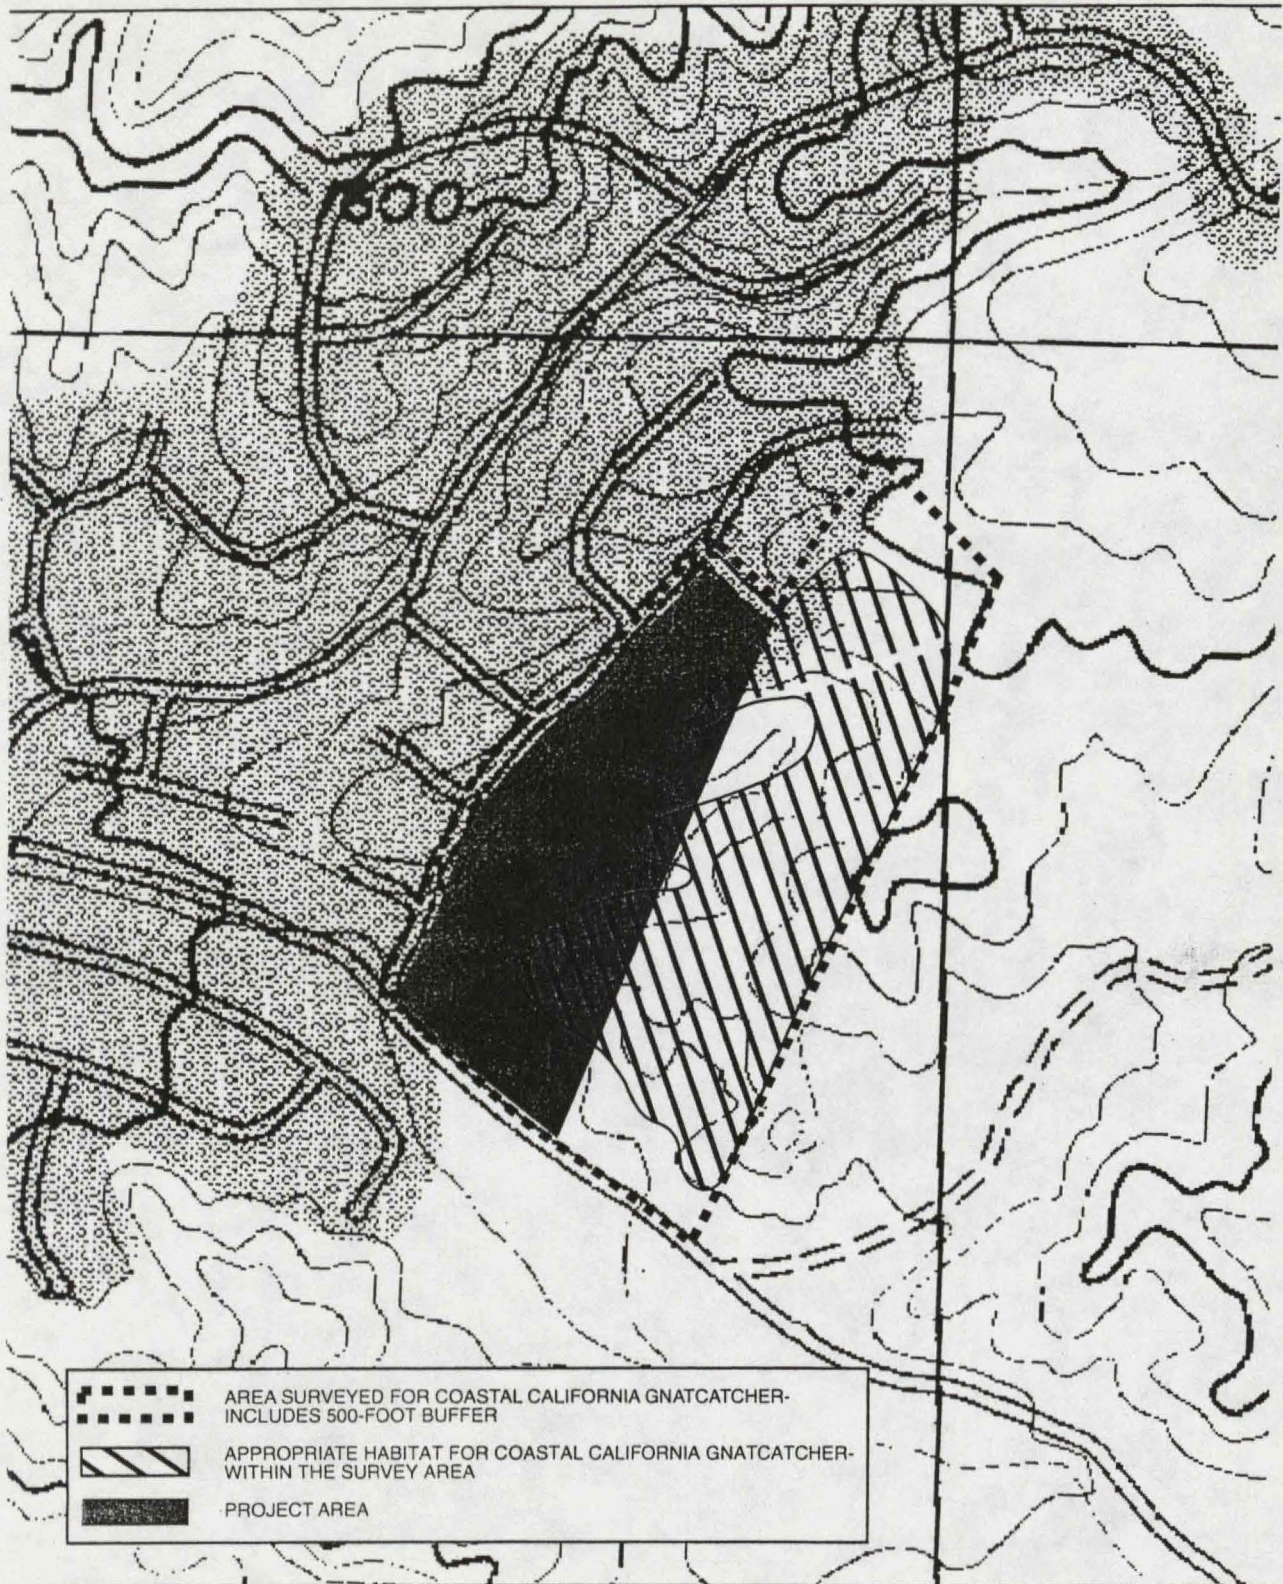 600
AREA SURVEYED FOR COASTAL CALIFORNIA GNATCATCHER-
INCLUDES 500-FOOT BUFFER
APPROPRIATE HABITAT FOR COASTAL CALIFORNIA GNATCATCHER-
WITHIN THE SURVEY AREA
PROJECT AREA